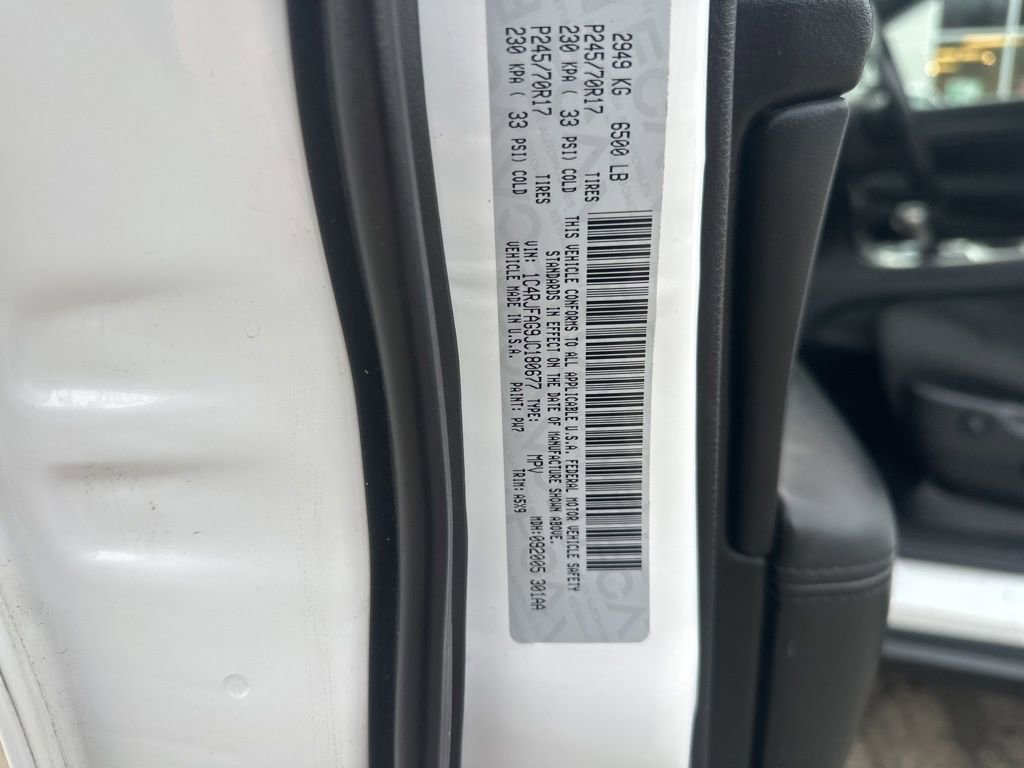 2949 KG 6500 LB
P245/70R17 TIRES
230 KPA ( 33 PSI) COLD
P245/70R17 TIRES
230 KPA ( 33 PSI) COLD
THIS VEHICLE CONFORMS TO ALL APPLICABLE U.S.A. FEDERAL MOTOR VEHICLE SAFETY
STANDARDS IN EFFECT ON THE DATE OF MANUFACTURE SHOWN ABOVE.
VIN: 1C4RJFAG9JC180677 TYPE: MPV MDH:092005 301AA
VEHICLE MADE IN U.S.A. PAINT: PW7 TRIM: A5X9